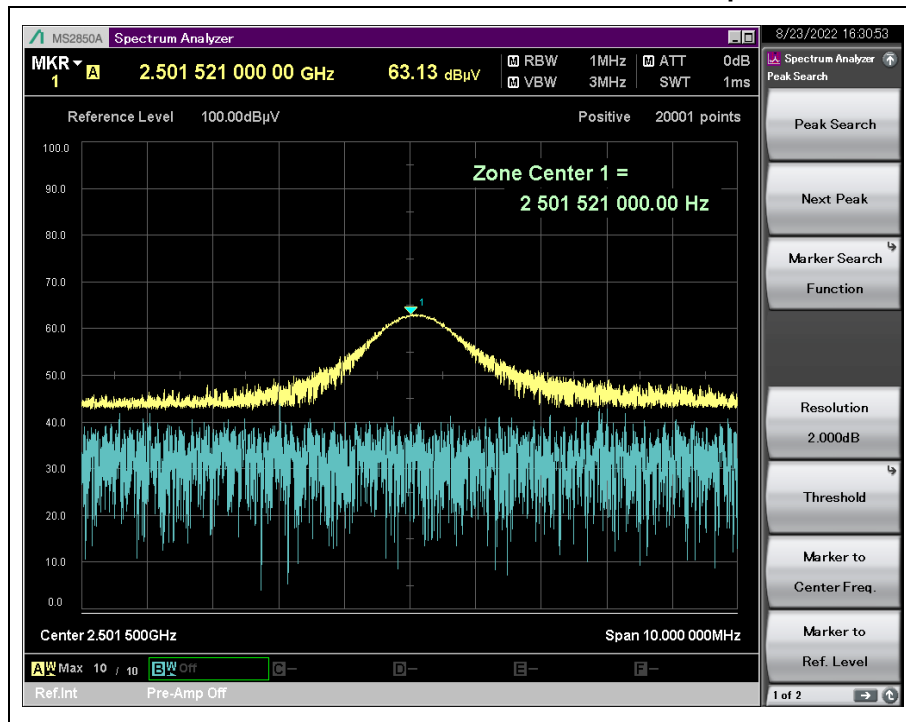 MS2850A Spectrum Analyzer
8/23/2022 16:30:53
MKR 1 A 2.501 521 000 00 GHz 63.13 dBµV
M RBW 1MHz M ATT 0dB
M VBW 3MHz SWT 1ms
Spectrum Analyzer
Peak Search
Reference Level 100.00dBµV Positive 20001 points
Peak Search
100.0
Zone Center 1 =
90.0
2 501 521 000.00 Hz
Next Peak
80.0
Marker Search
Function
70.0
1
60.0
50.0
40.0
Resolution
2.000dB
30.0
Threshold
20.0
10.0
Marker to
Center Freq.
0.0
Center 2.501 500GHz Span 10.000 000MHz
Marker to
Ref. Level
A W Max 10 / 10 B W Off C - D - E - F -
Ref.Int Pre-Amp Off
1 of 2